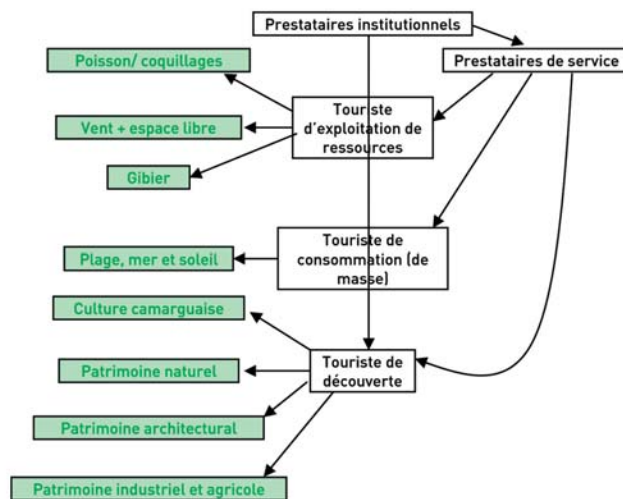 Prestataires institutionnels
Poisson/ coquillages
Prestataires de service
Touriste
d'exploitation de
ressources
Vent + espace libre
Gibier
Touriste de
consommation (de
masse)
Plage, mer et soleil
Culture camarguaise
Touriste de
découverte
Patrimoine naturel
Patrimoine architectural
Patrimoine industriel et agricole